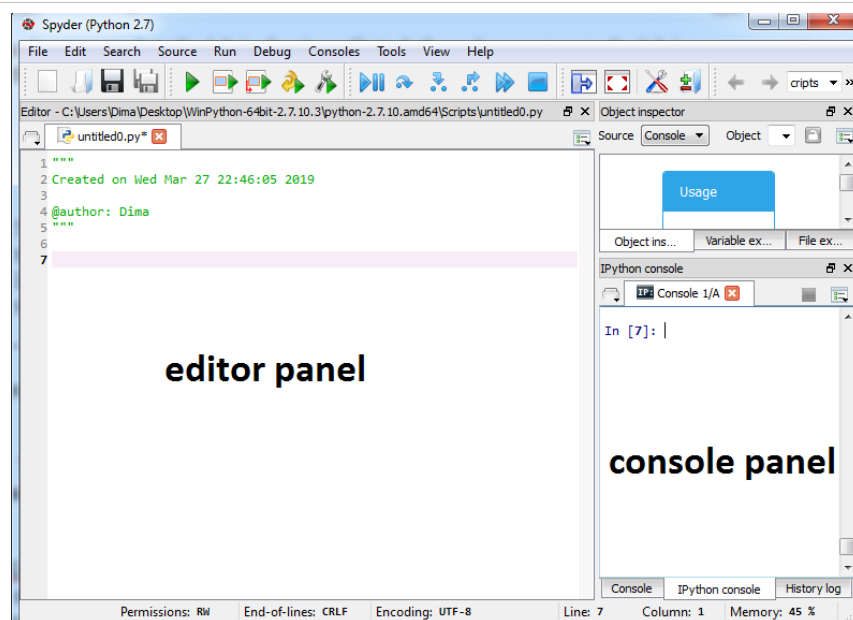 Spyder (Python 2.7)
File Edit Search Source Run Debug Consoles Tools View Help
cripts
Editor - C:\Users\Dima\Desktop\WinPython-64bit-2.7.10.3\python-2.7.10.amd64\Scripts\untitled0.py
untitled0.py*
1 """
2 Created on Wed Mar 27 22:46:05 2019
3
4 @author: Dima
5 """
6
7
editor panel
Object inspector
Source Console Object
Usage
Object ins... Variable ex... File ex...
IPython console
IP: Console 1/A
In [7]:
console panel
Console IPython console History log
Permissions: RW End-of-lines: CRLF Encoding: UTF-8 Line: 7 Column: 1 Memory: 45 %